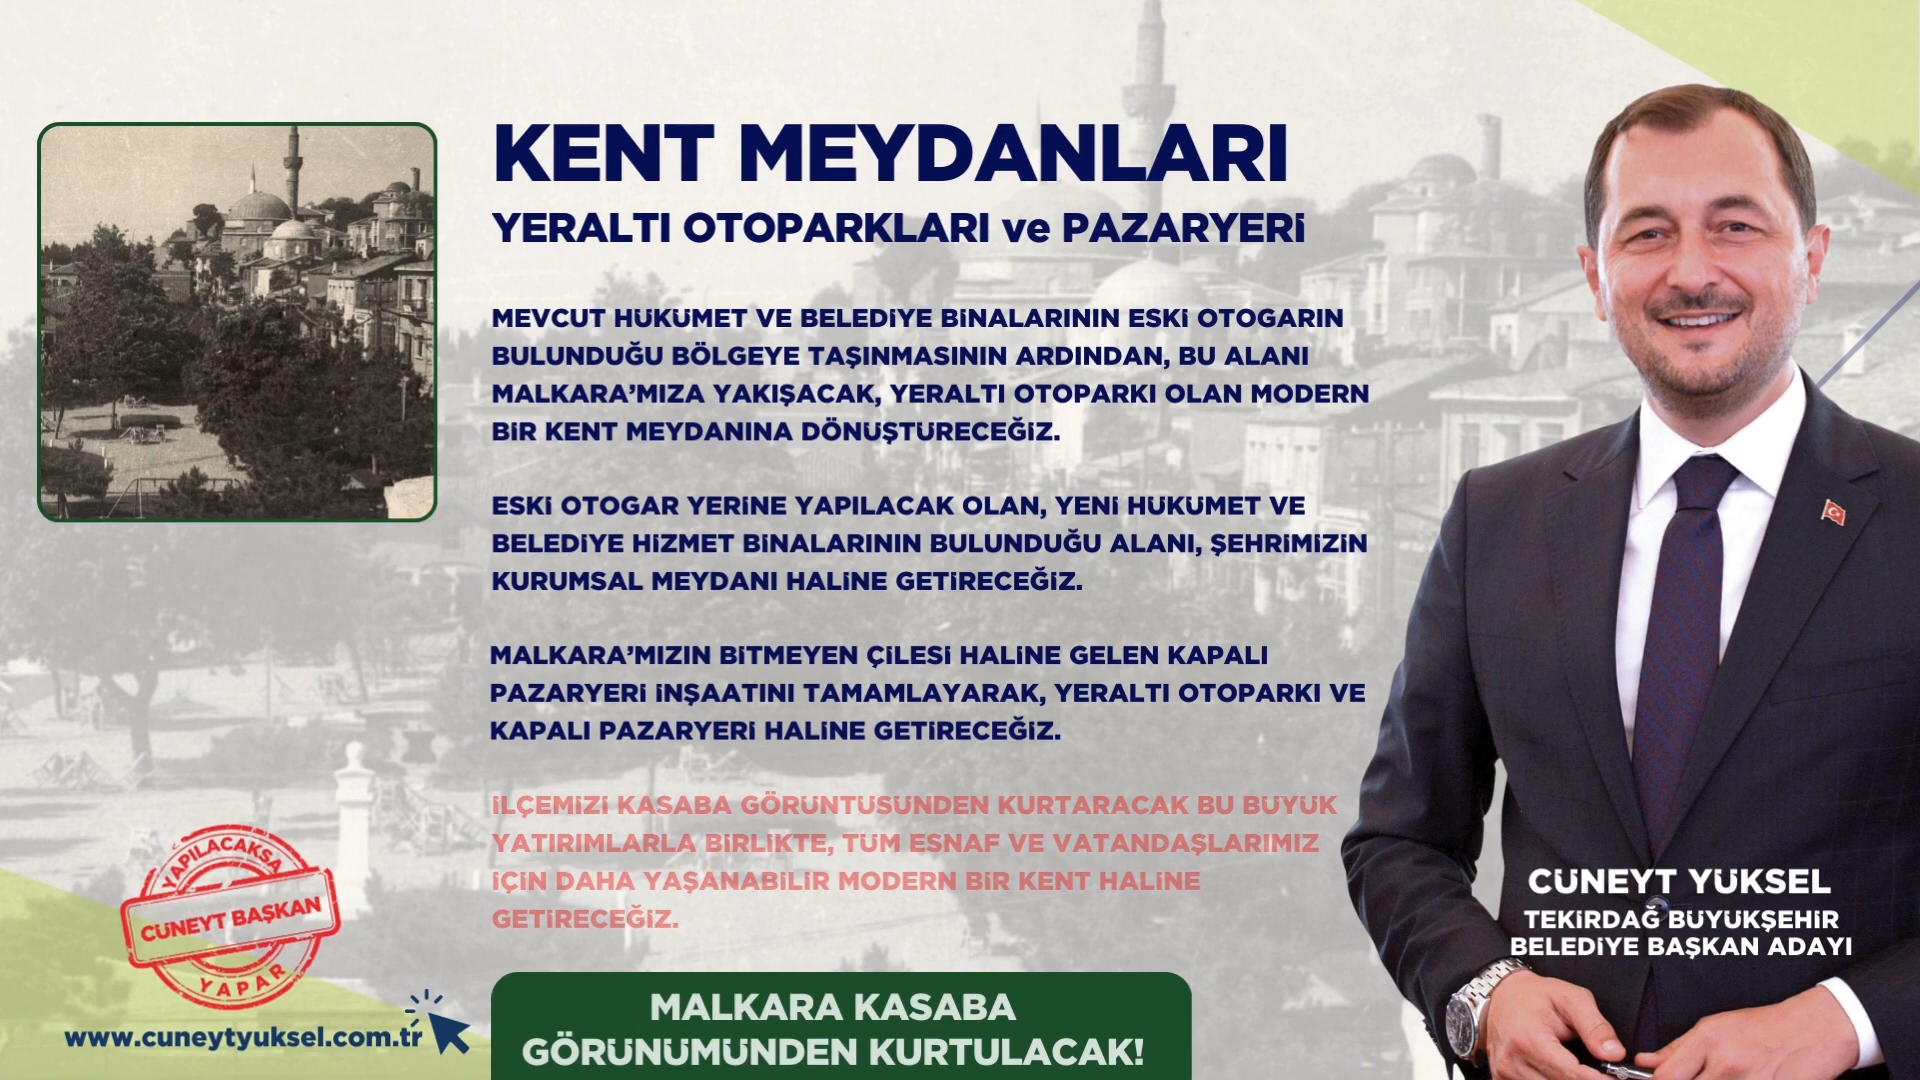 KENT MEYDANLARI
YERALTI OTOPARKLARI ve PAZARYERİ
MEVCUT HÜKÜMET VE BELEDİYE BİNALARININ ESKİ OTOGARIN
BULUNDUĞU BÖLGEYE TAŞINMASININ ARDINDAN, BU ALANI
MALKARA’MIZA YAKIŞACAK, YERALTI OTOPARKI OLAN MODERN
BİR KENT MEYDANINA DÖNÜŞTÜRECEĞİZ.
ESKİ OTOGAR YERİNE YAPILACAK OLAN, YENİ HÜKÜMET VE
BELEDİYE HİZMET BİNALARININ BULUNDUĞU ALANI, ŞEHRİMİZİN
KURUMSAL MEYDANI HALİNE GETİRECEĞİZ.
MALKARA’MIZIN BİTMEYEN ÇİLESİ HALİNE GELEN KAPALI
PAZARYERİ İNŞAATINI TAMAMLAYARAK, YERALTI OTOPARKI VE
KAPALI PAZARYERİ HALİNE GETİRECEĞİZ.
İLÇEMİZİ KASABA GÖRÜNTÜSÜNDEN KURTARACAK BU BÜYÜK
YATIRIMLARLA BİRLİKTE, TÜM ESNAF VE VATANDAŞLARIMIZ
İÇİN DAHA YAŞANABİLİR MODERN BİR KENT HALİNE
GETİRECEĞİZ.
YAPILACAKSA
CÜNEYT BAŞKAN
YAPAR
www.cuneytyuksel.com.tr
MALKARA KASABA
GÖRÜNÜMÜNDEN KURTULACAK!
CÜNEYT YÜKSEL
TEKİRDAĞ BÜYÜKŞEHİR
BELEDİYE BAŞKAN ADAYI